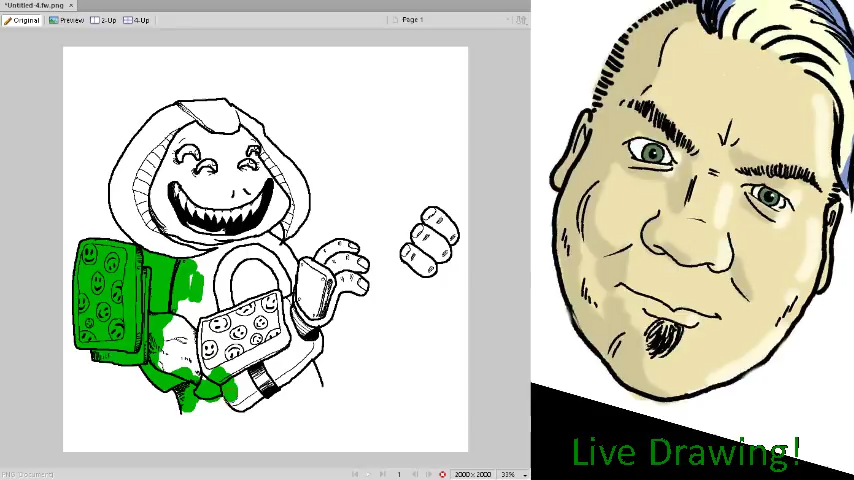 *Untitled-4.fw.png ×
Original Preview 2-Up 4-Up Page 1
PNG (Document) 1 2000×2000 33%
Live Drawing!